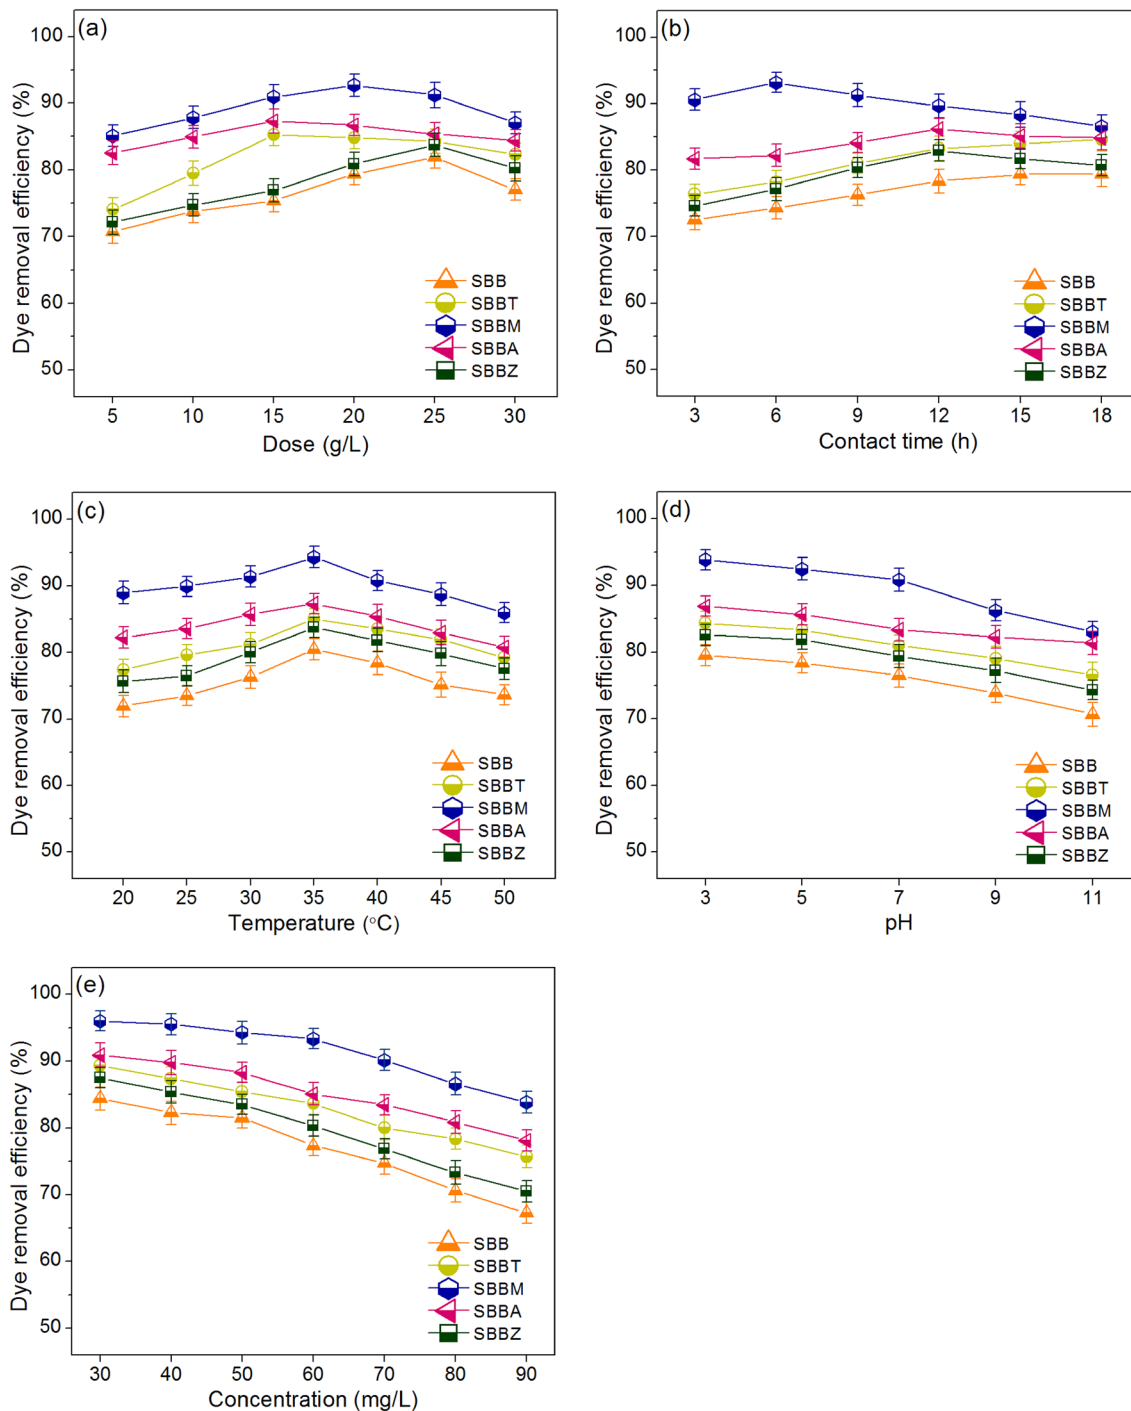 (a)
Dye removal efficiency (%)
100
90
80
70
60
50
SBB
SBBT
SBBM
SBBA
SBBZ
5 10 15 20 25 30
Dose (g/L)
(b)
Dye removal efficiency (%)
100
90
80
70
60
50
SBB
SBBT
SBBM
SBBA
SBBZ
3 6 9 12 15 18
Contact time (h)
(c)
Dye removal efficiency (%)
100
90
80
70
60
50
SBB
SBBT
SBBM
SBBA
SBBZ
20 25 30 35 40 45 50
Temperature (°C)
(d)
Dye removal efficiency (%)
100
90
80
70
60
50
SBB
SBBT
SBBM
SBBA
SBBZ
3 5 7 9 11
pH
(e)
Dye removal efficiency (%)
100
90
80
70
60
50
SBB
SBBT
SBBM
SBBA
SBBZ
30 40 50 60 70 80 90
Concentration (mg/L)